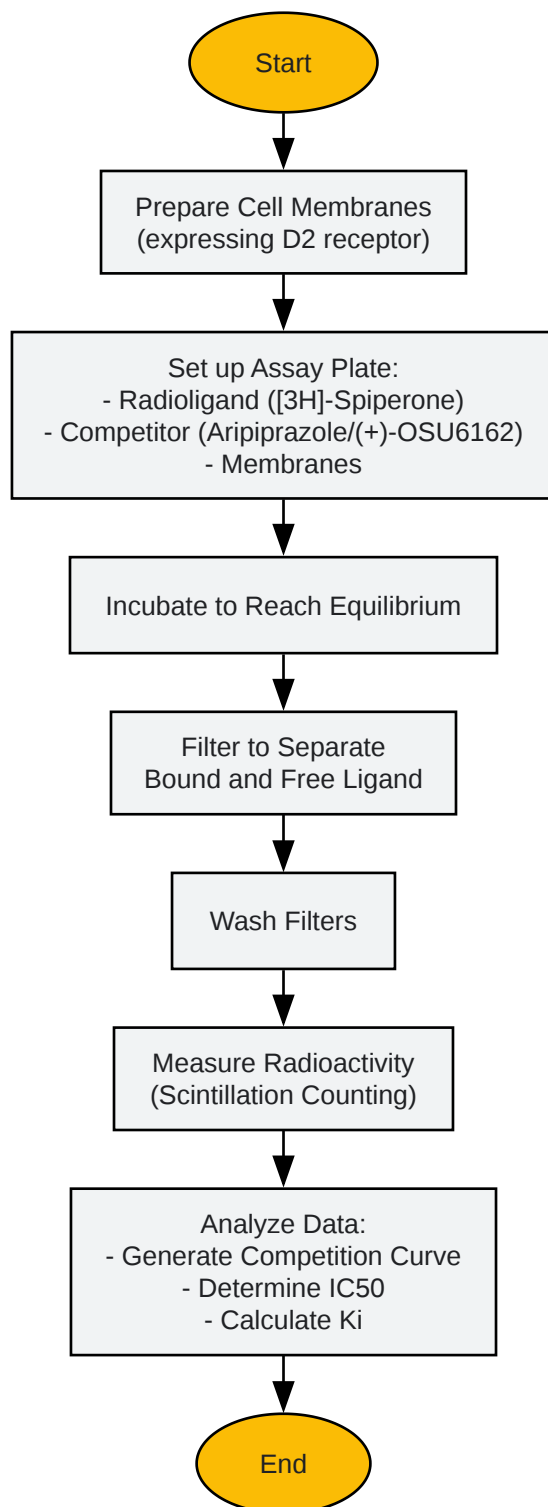 Start
Prepare Cell Membranes
(expressing D2 receptor)
Set up Assay Plate:
- Radioligand ([3H]-Spiperone)
- Competitor (Aripiprazole/(+)-OSU6162)
- Membranes
Incubate to Reach Equilibrium
Filter to Separate
Bound and Free Ligand
Wash Filters
Measure Radioactivity
(Scintillation Counting)
Analyze Data:
- Generate Competition Curve
- Determine IC50
- Calculate Ki
End